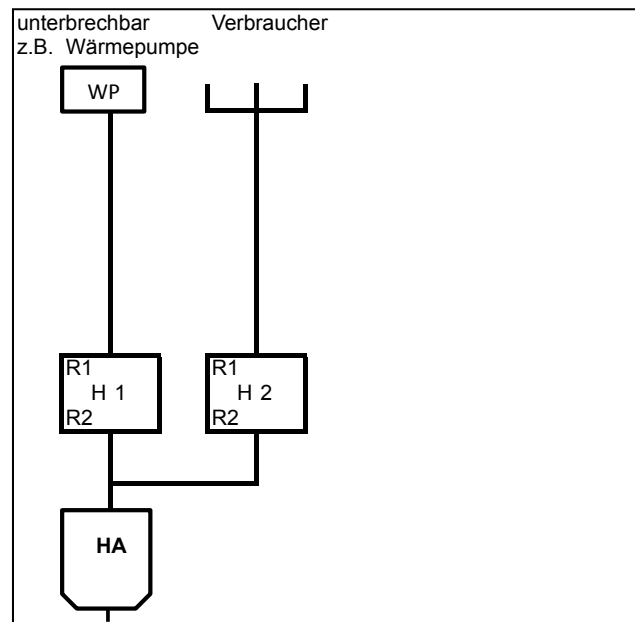 unterbrechbar Verbraucher
z.B. Wärmepumpe
WP
R1 R1
H 1 H 2
R2 R2
HA